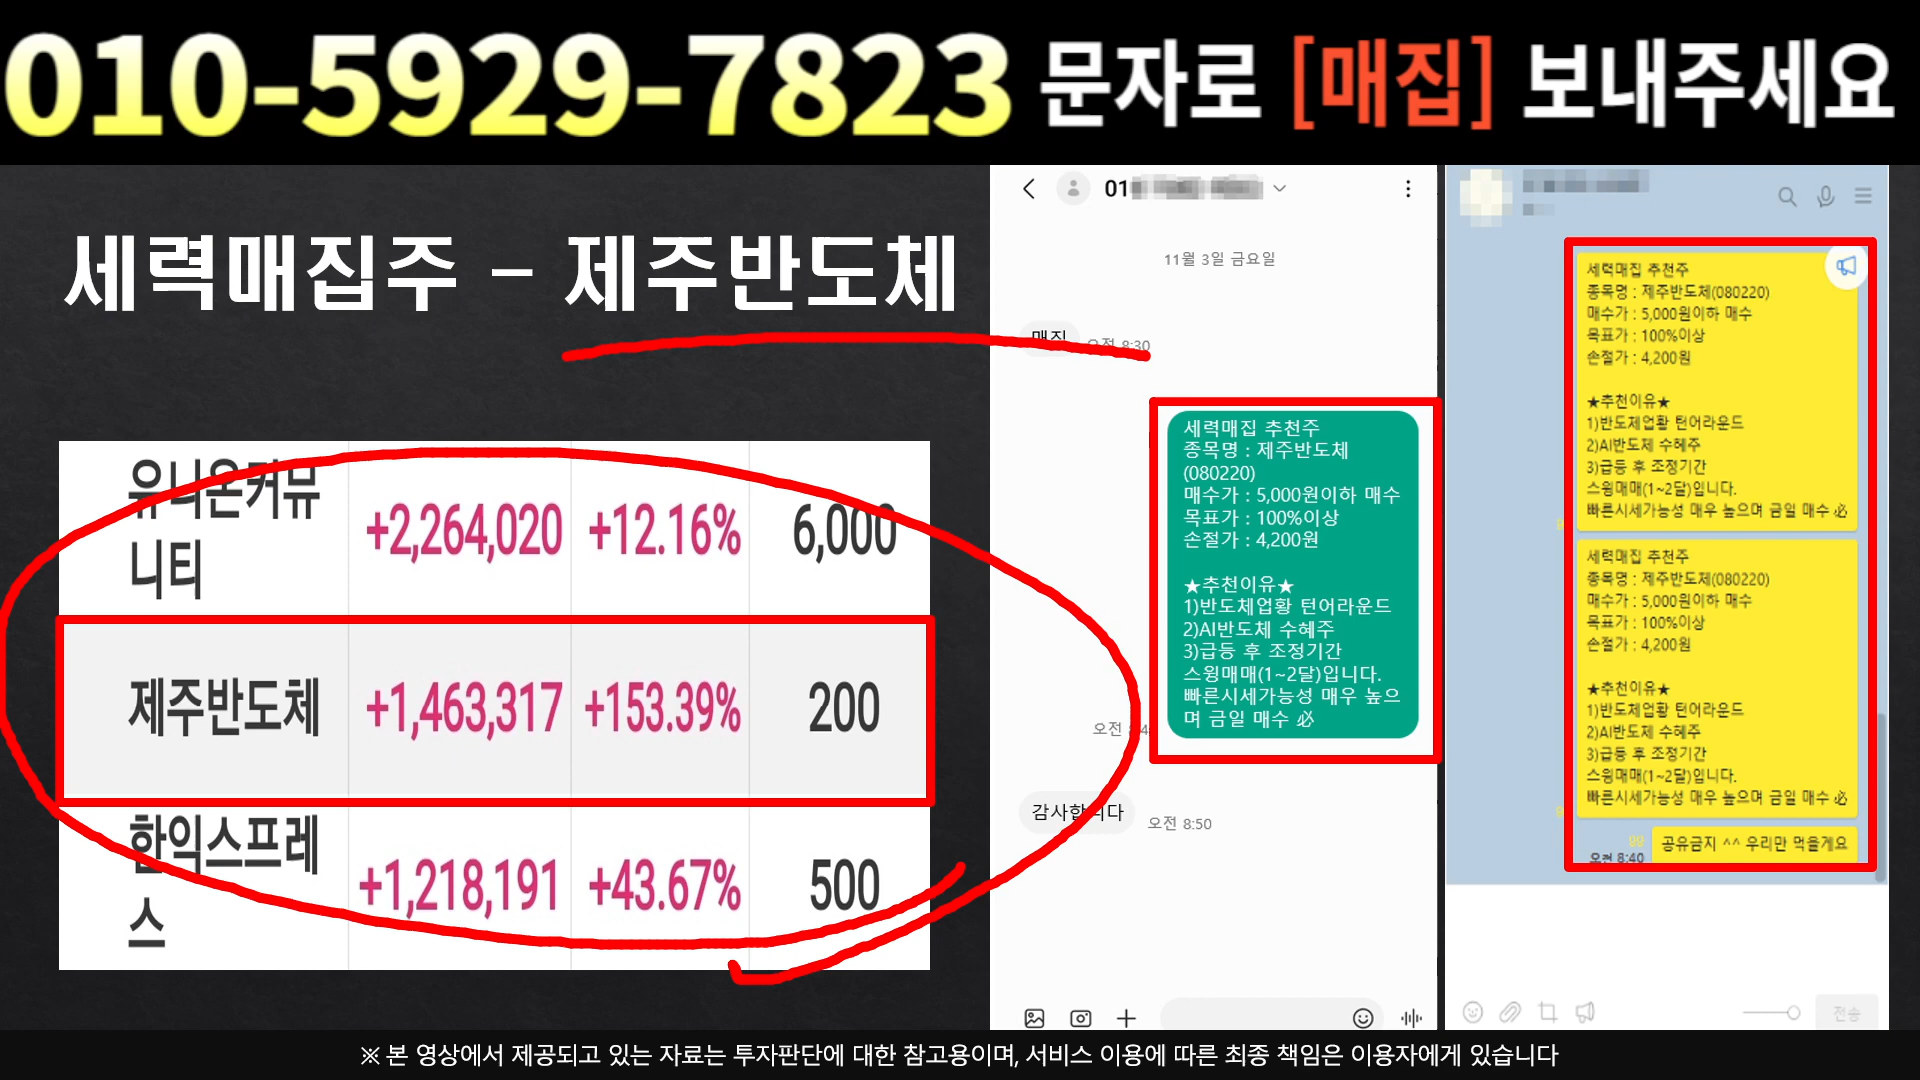 010-5929-7823 문자로 [매집] 보내주세요
세력매집주 - 제주반도체
유니온커뮤
니티
+2,264,020 +12.16% 6,000
제주반도체 +1,463,317 +153.39% 200
한익스프레
스
+1,218,191 +43.67% 500
01
11월 3일 금요일
매집
오전 8:30
세력매집 추천주
종목명 : 제주반도체
(080220)
매수가 : 5,000원이하 매수
목표가 : 100%이상
손절가 : 4,200원
★추천이유★
1)반도체업황 턴어라운드
2)AI반도체 수혜주
3)급등 후 조정기간
스윙매매(1~2달)입니다.
빠른시세가능성 매우 높으
며 금일 매수 必
오전
감사합니다
오전 8:50
세력매집 추천주
종목명 : 제주반도체(080220)
매수가 : 5,000원이하 매수
목표가 : 100%이상
손절가 : 4,200원
★추천이유★
1)반도체업황 턴어라운드
2)AI반도체 수혜주
3)급등 후 조정기간
스윙매매(1~2달)입니다.
빠른시세가능성 매우 높으며 금일 매수 必
세력매집 추천주
종목명 : 제주반도체(080220)
매수가 : 5,000원이하 매수
목표가 : 100%이상
손절가 : 4,200원
★추천이유★
1)반도체업황 턴어라운드
2)AI반도체 수혜주
3)급등 후 조정기간
스윙매매(1~2달)입니다.
빠른시세가능성 매우 높으며 금일 매수 必
오전 8:40
공유금지 ^^ 우리만 먹을게요
전송
※ 본 영상에서 제공되고 있는 자료는 투자판단에 대한 참고용이며, 서비스 이용에 따른 최종 책임은 이용자에게 있습니다